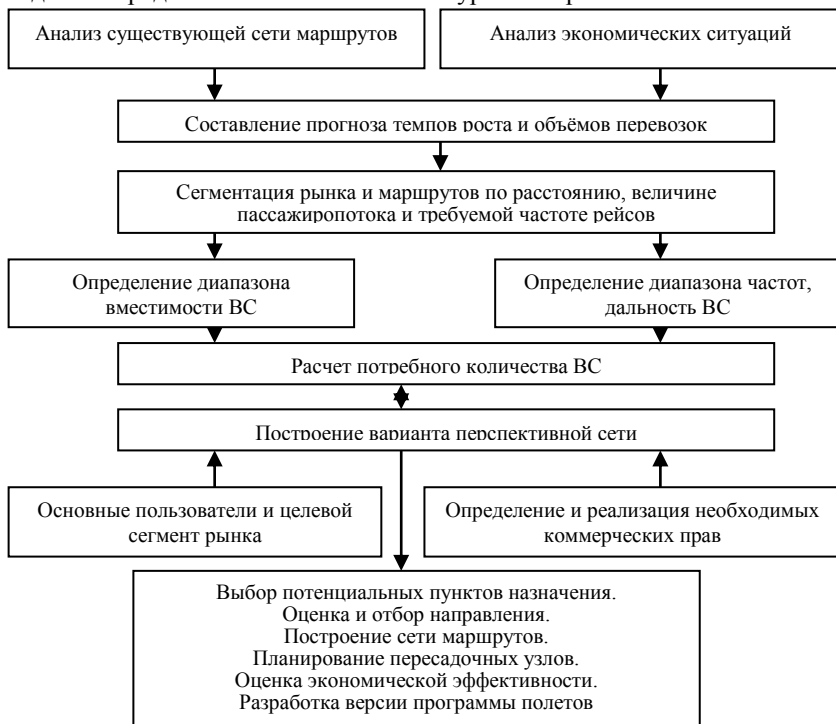 Анализ существующей сети маршрутов
Анализ экономических ситуаций
Составление прогноза темпов роста и объёмов перевозок
Сегментация рынка и маршрутов по расстоянию, величине
пассажиропотока и требуемой частоте рейсов
Определение диапазона
вместимости ВС
Определение диапазона частот,
дальность ВС
Расчет потребного количества ВС
Построение варианта перспективной сети
Основные пользователи и целевой
сегмент рынка
Определение и реализация необходимых
коммерческих прав
Выбор потенциальных пунктов назначения.
Оценка и отбор направления.
Построение сети маршрутов.
Планирование пересадочных узлов.
Оценка экономической эффективности.
Разработка версии программы полетов